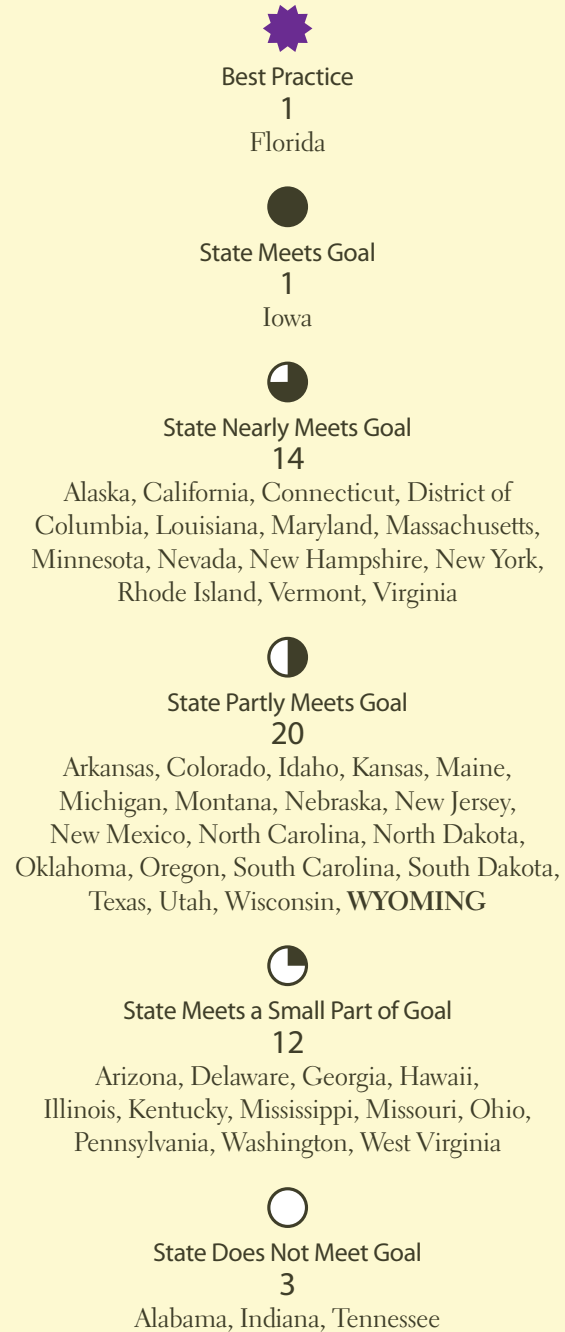 Best Practice
1
Florida
State Meets Goal
1
Iowa
State Nearly Meets Goal
14
Alaska, California, Connecticut, District of
Columbia, Louisiana, Maryland, Massachusetts,
Minnesota, Nevada, New Hampshire, New York,
Rhode Island, Vermont, Virginia
State Partly Meets Goal
20
Arkansas, Colorado, Idaho, Kansas, Maine,
Michigan, Montana, Nebraska, New Jersey,
New Mexico, North Carolina, North Dakota,
Oklahoma, Oregon, South Carolina, South Dakota,
Texas, Utah, Wisconsin, WYOMING
State Meets a Small Part of Goal
12
Arizona, Delaware, Georgia, Hawaii,
Illinois, Kentucky, Mississippi, Missouri, Ohio,
Pennsylvania, Washington, West Virginia
State Does Not Meet Goal
3
Alabama, Indiana, Tennessee